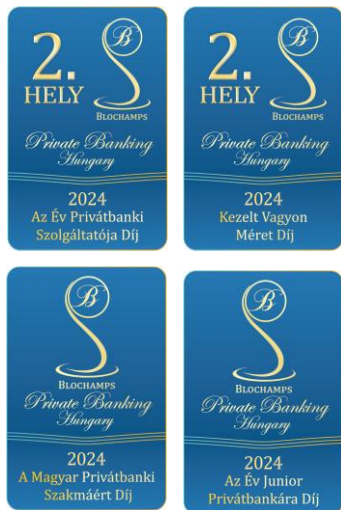 2.
HELY
B
BLOCHAMPS
Private Banking
Hungary
2024
Az Év Privátbanki
Szolgáltatója Díj
2.
HELY
B
BLOCHAMPS
Private Banking
Hungary
2024
Kezelt Vagyon
Méret Díj
B
BLOCHAMPS
Private Banking
Hungary
2024
A Magyar Privátbanki
Szakmáért Díj
B
BLOCHAMPS
Private Banking
Hungary
2024
Az Év Junior
Privátbankára Díj